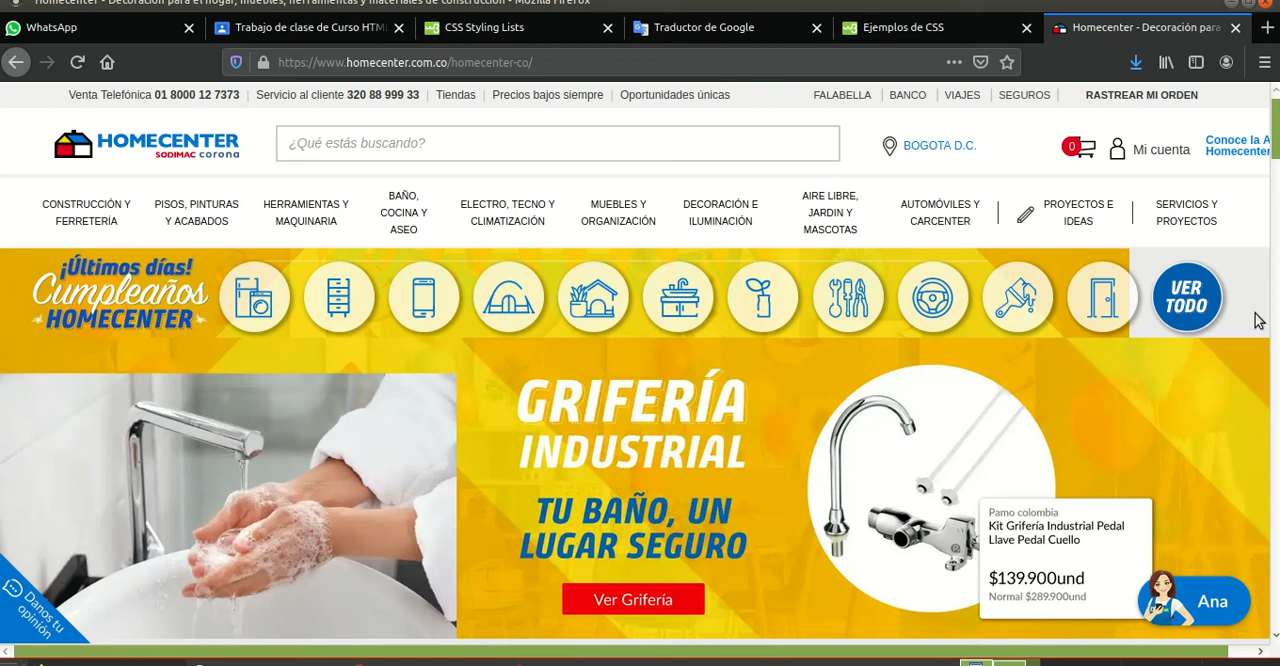 Homecenter - Decoración para el hogar, muebles, herramientas y materiales de construcción - Mozilla Firefox
WhatsApp
Trabajo de clase de Curso HTML
CSS Styling Lists
Traductor de Google
Ejemplos de CSS
Homecenter - Decoración para
https://www.homecenter.com.co/homecenter-co/
Venta Telefónica 01 8000 12 7373 | Servicio al cliente 320 88 999 33 | Tiendas | Precios bajos siempre | Oportunidades únicas
FALABELLA | BANCO | VIAJES | SEGUROS | RASTREAR MI ORDEN
HOMECENTER
SODIMAC corona
¿Qué estás buscando?
BOGOTA D.C.
0
Mi cuenta
Conoce la A
Homecenter
CONSTRUCCIÓN Y
FERRETERÍA
PISOS, PINTURAS
Y ACABADOS
HERRAMIENTAS Y
MAQUINARIA
BAÑO,
COCINA Y
ASEO
ELECTRO, TECNO Y
CLIMATIZACIÓN
MUEBLES Y
ORGANIZACIÓN
DECORACIÓN E
ILUMINACIÓN
AIRE LIBRE,
JARDIN Y
MASCOTAS
AUTOMÓVILES Y
CARCENTER
PROYECTOS E
IDEAS
SERVICIOS Y
PROYECTOS
¡Últimos días!
Cumpleaños
HOMECENTER
VER
TODO
GRIFERÍA
INDUSTRIAL
TU BAÑO, UN
LUGAR SEGURO
Ver Grifería
Pamo colombia
Kit Grifería Industrial Pedal
Llave Pedal Cuello
$139.900und
Normal $289.900und
Danos tu
opinión
Ana